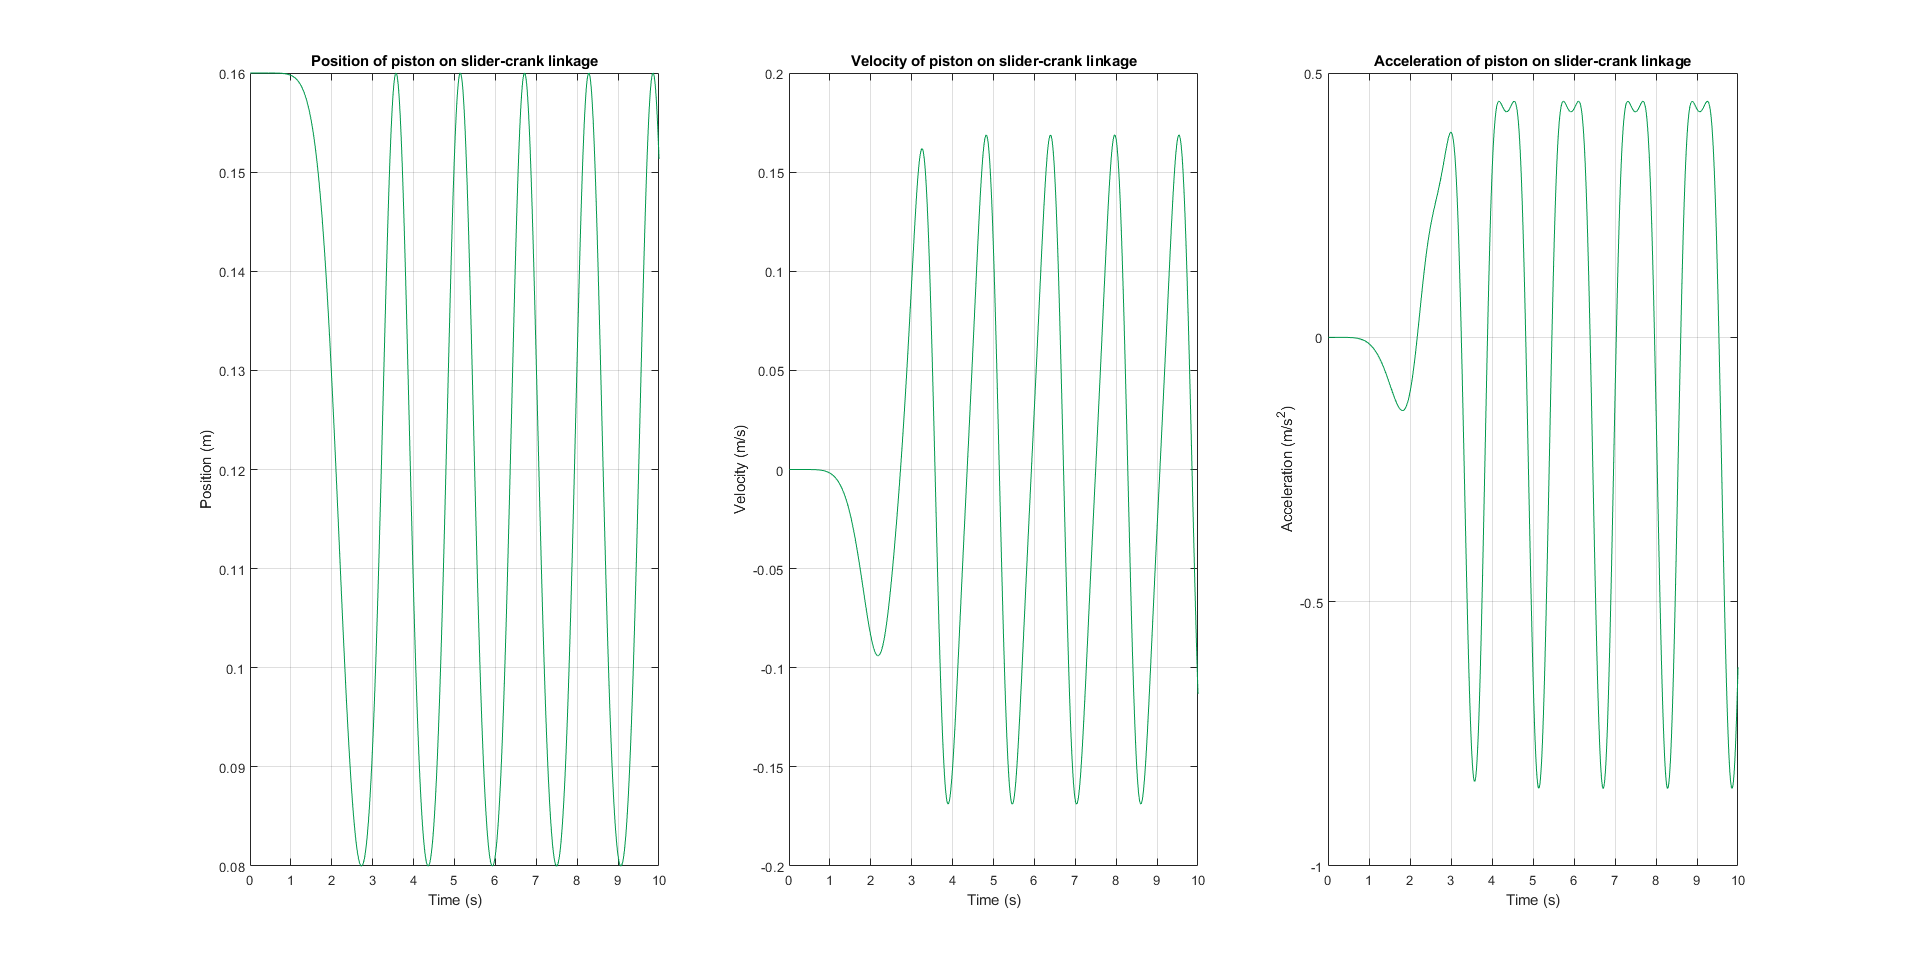 Position of piston on slider-crank linkage
0.16
0.15
0.14
0.13
0.12
0.11
0.1
0.09
0.08
Position (m)
0 1 2 3 4 5 6 7 8 9 10
Time (s)
Velocity of piston on slider-crank linkage
0.2
0.15
0.1
0.05
0
-0.05
-0.1
-0.15
-0.2
Velocity (m/s)
0 1 2 3 4 5 6 7 8 9 10
Time (s)
Acceleration of piston on slider-crank linkage
0.5
0
-0.5
-1
Acceleration (m/s²)
0 1 2 3 4 5 6 7 8 9 10
Time (s)